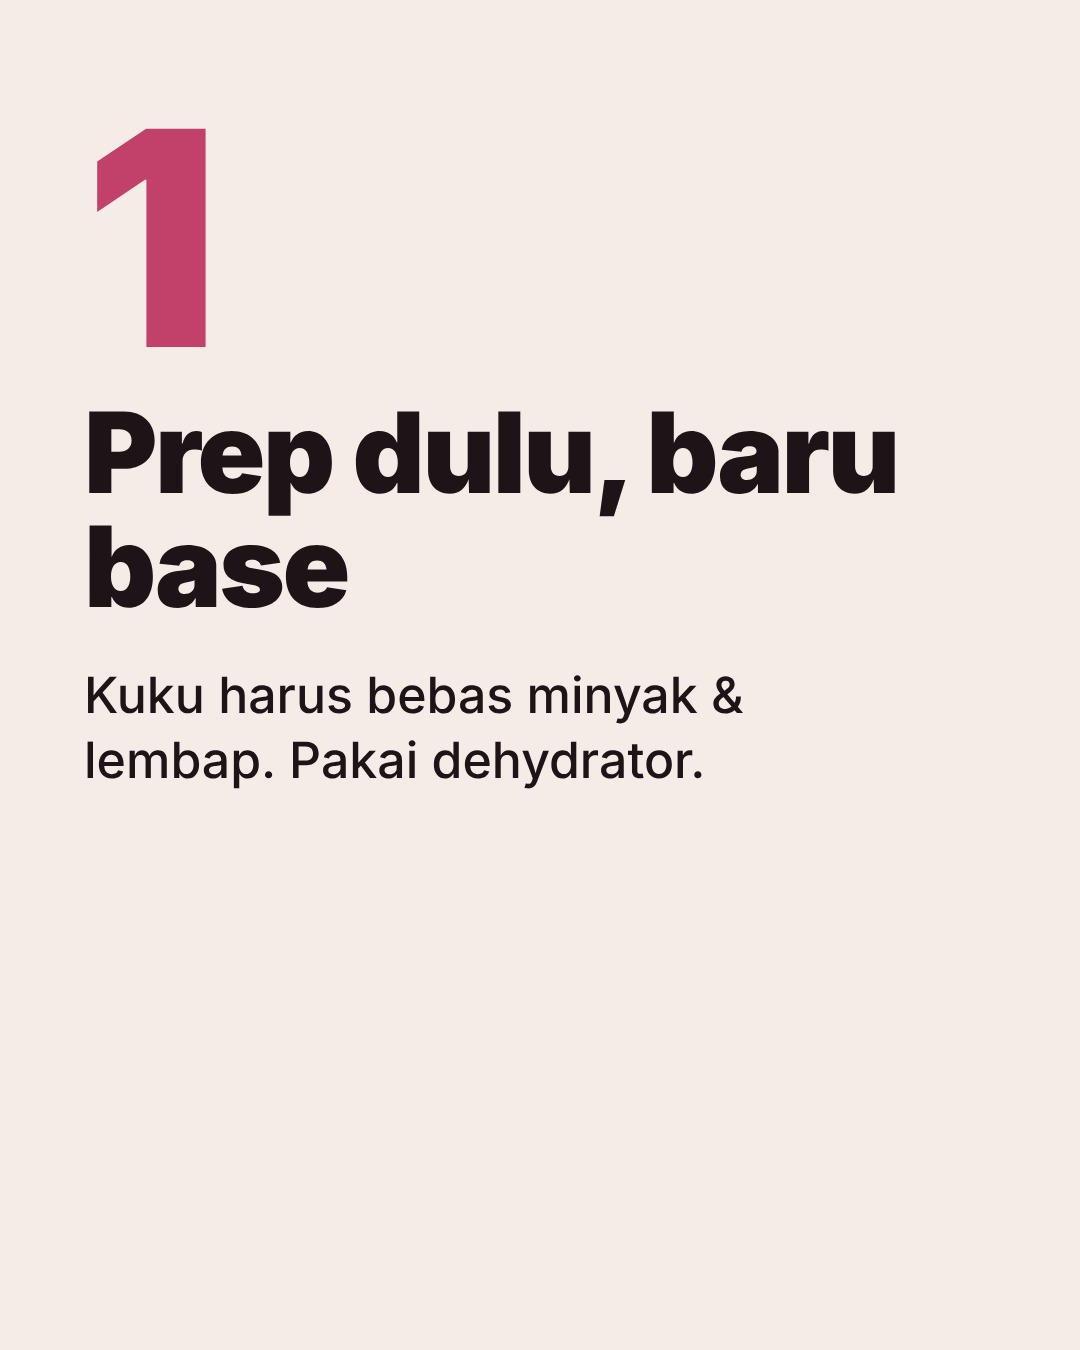 1
Prep dulu, baru
base
Kuku harus bebas minyak &
lembap. Pakai dehydrator.